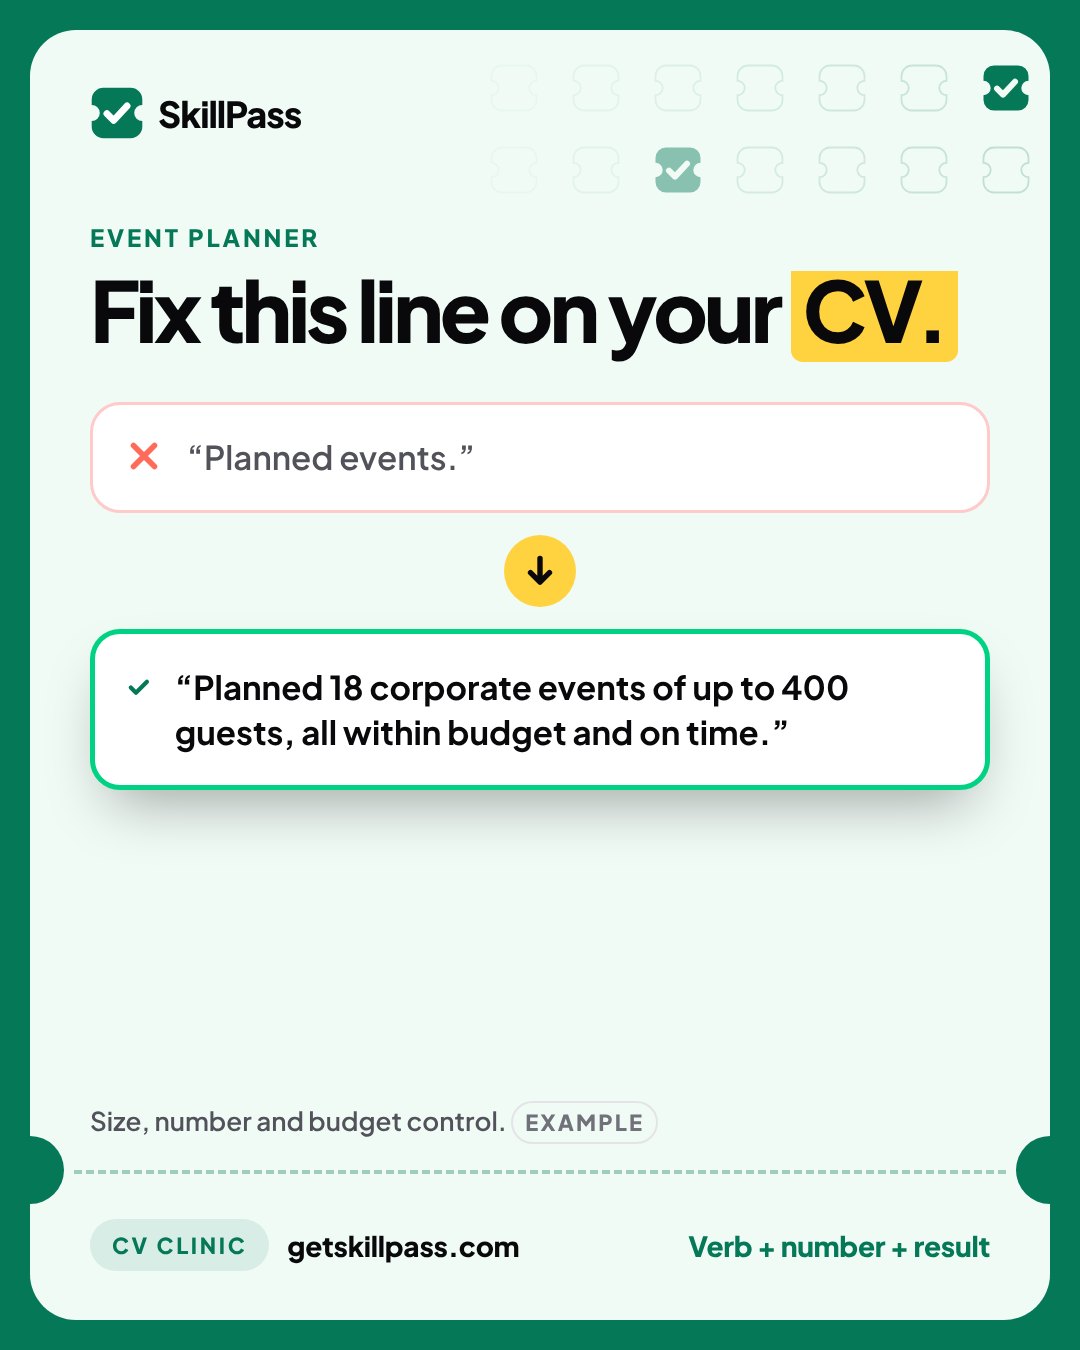 SkillPass
EVENT PLANNER
Fix this line on your CV.
“Planned events.”
“Planned 18 corporate events of up to 400
guests, all within budget and on time.”
Size, number and budget control. EXAMPLE
CV CLINIC getskillpass.com Verb + number + result